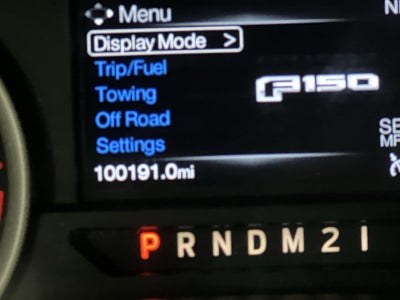 Menu
Display Mode >
Trip/Fuel
F150
Towing
Off Road
Settings
100191.0mi
P R N D M 2 1